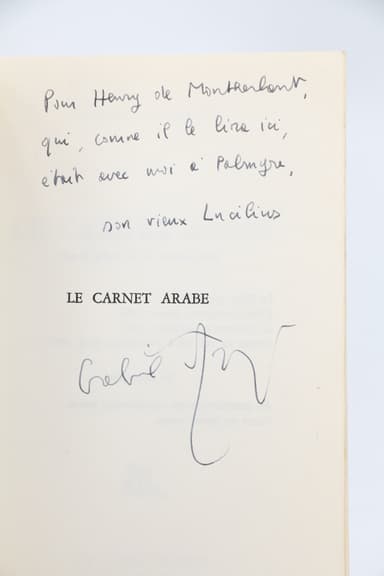 Pour Henry de Montherlant,
qui, comme il le lira ici,
était avec moi à Palmyre,
son vieux Lucilius
LE CARNET ARABE
Gabriel